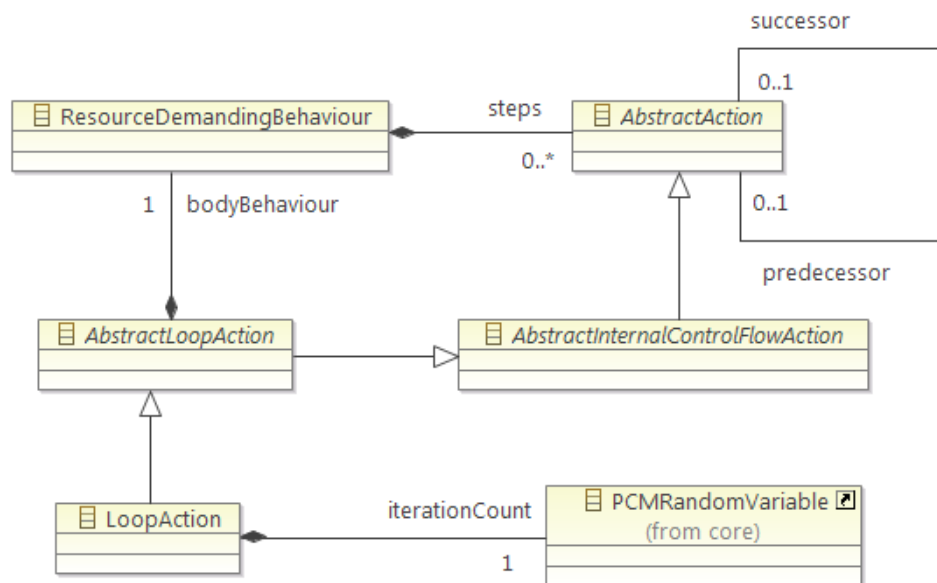 successor
0..1
ResourceDemandingBehaviour
steps
AbstractAction
0..*
1
bodyBehaviour
0..1
predecessor
AbstractLoopAction
AbstractInternalControlFlowAction
LoopAction
iterationCount
1
PCMRandomVariable
(from core)